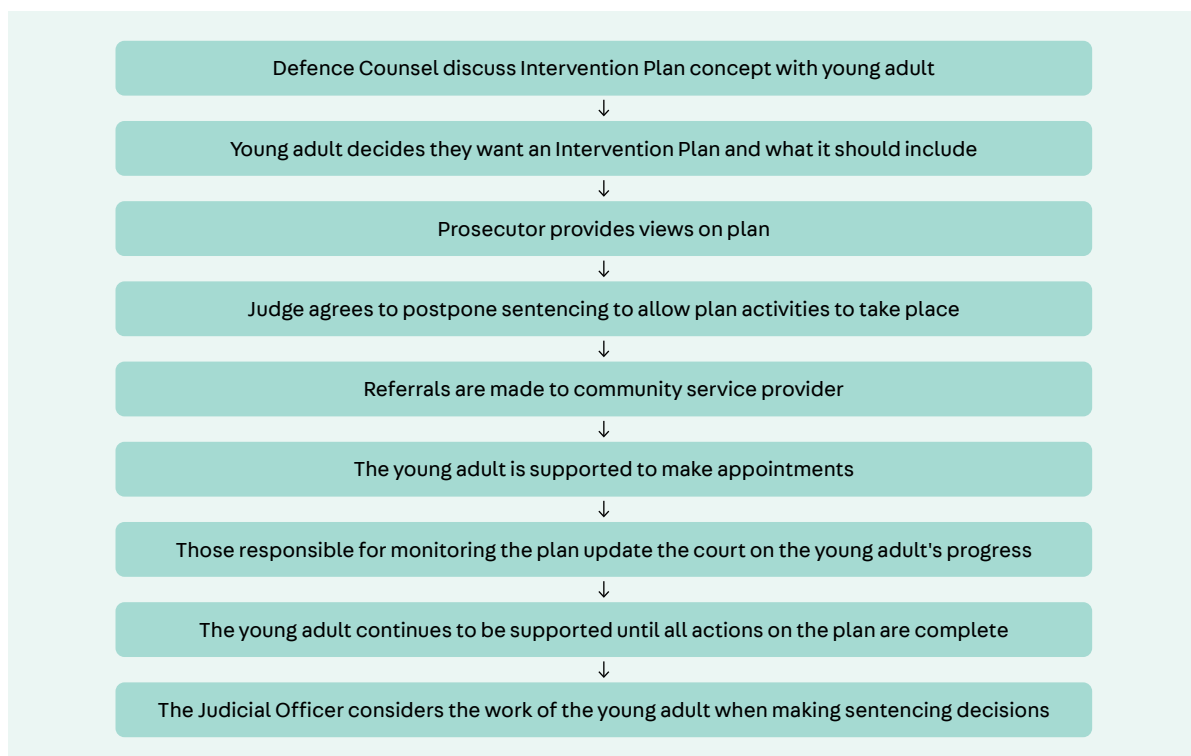 Defence Counsel discuss Intervention Plan concept with young adult
↓
Young adult decides they want an Intervention Plan and what it should include
↓
Prosecutor provides views on plan
↓
Judge agrees to postpone sentencing to allow plan activities to take place
↓
Referrals are made to community service provider
↓
The young adult is supported to make appointments
↓
Those responsible for monitoring the plan update the court on the young adult's progress
↓
The young adult continues to be supported until all actions on the plan are complete
↓
The Judicial Officer considers the work of the young adult when making sentencing decisions